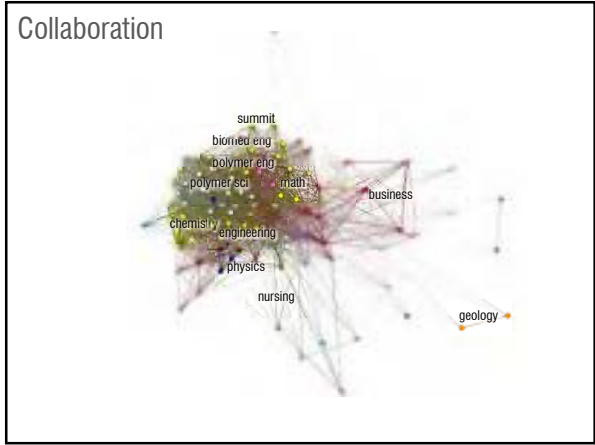 Collaboration
summit
biomed eng
polymer eng
polymer sci
math
business
chemistry
engineering
physics
nursing
geology